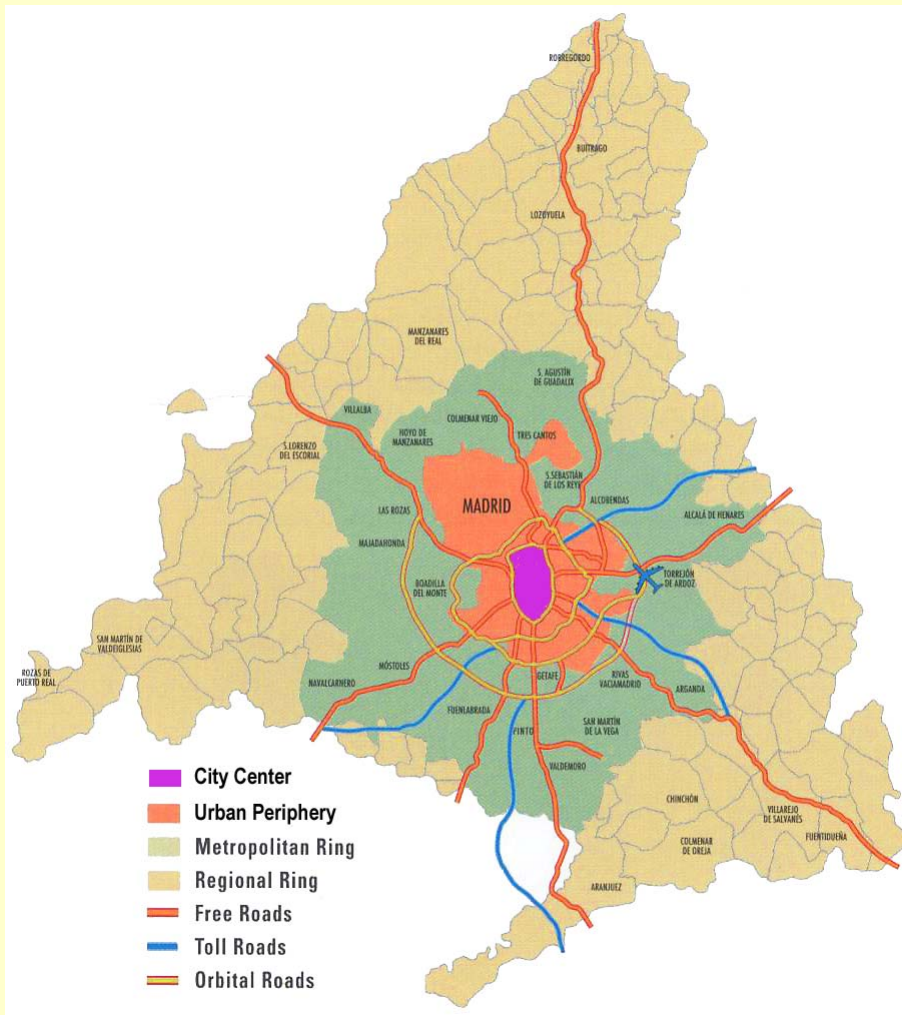 ROBREGORDO
BUITRAGO
LOZOYUELA
MANZANARES
DEL REAL
S. AGUSTÍN
DE GUADALIX
VILLALBA
COLMENAR VIEJO
HOYO DE
MANZANARES
TRES CANTOS
S.LORENZO
DEL ESCORIAL
S.SEBASTIÁN
DE LOS REYES
MADRID
ALCOBENDAS
LAS ROZAS
ALCALÁ DE HENARES
MAJADAHONDA
BOADILLA
DEL MONTE
TORREJÓN
DE ARDOZ
SAN MARTÍN DE
VALDEIGLESIAS
ROZAS DE
PUERTO REAL
MÓSTOLES
NAVALCARNERO
GETAFE
RIVAS
VACIAMADRID
ARGANDA
FUENLABRADA
PINTO
SAN MARTÍN
DE LA VEGA
VALDEMORO
CHINCHÓN
VILLAREJO
DE SALVANÉS
FUENTIDUEÑA
COLMENAR
DE OREJA
ARANJUEZ
City Center
Urban Periphery
Metropolitan Ring
Regional Ring
Free Roads
Toll Roads
Orbital Roads